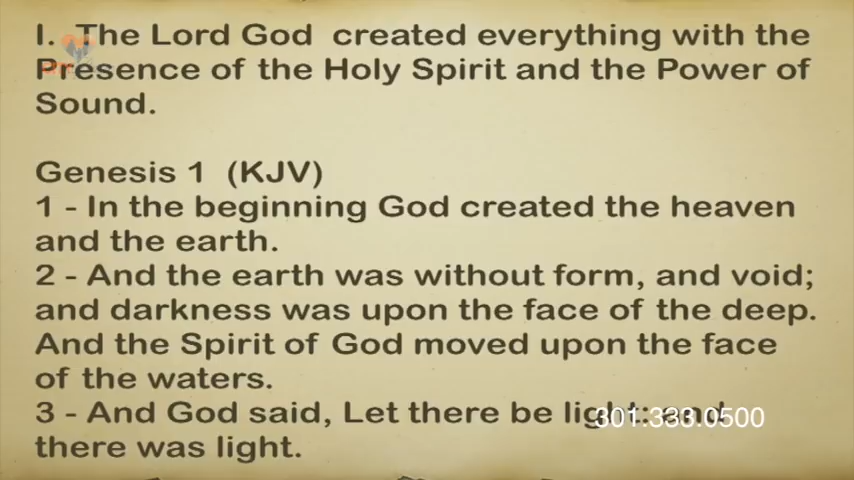 I. The Lord God created everything with the
Presence of the Holy Spirit and the Power of
Sound.
Genesis 1 (KJV)
1 - In the beginning God created the heaven
and the earth.
2 - And the earth was without form, and void;
and darkness was upon the face of the deep.
And the Spirit of God moved upon the face
of the waters.
3 - And God said, Let there be light: and
there was light.
301.333.0500